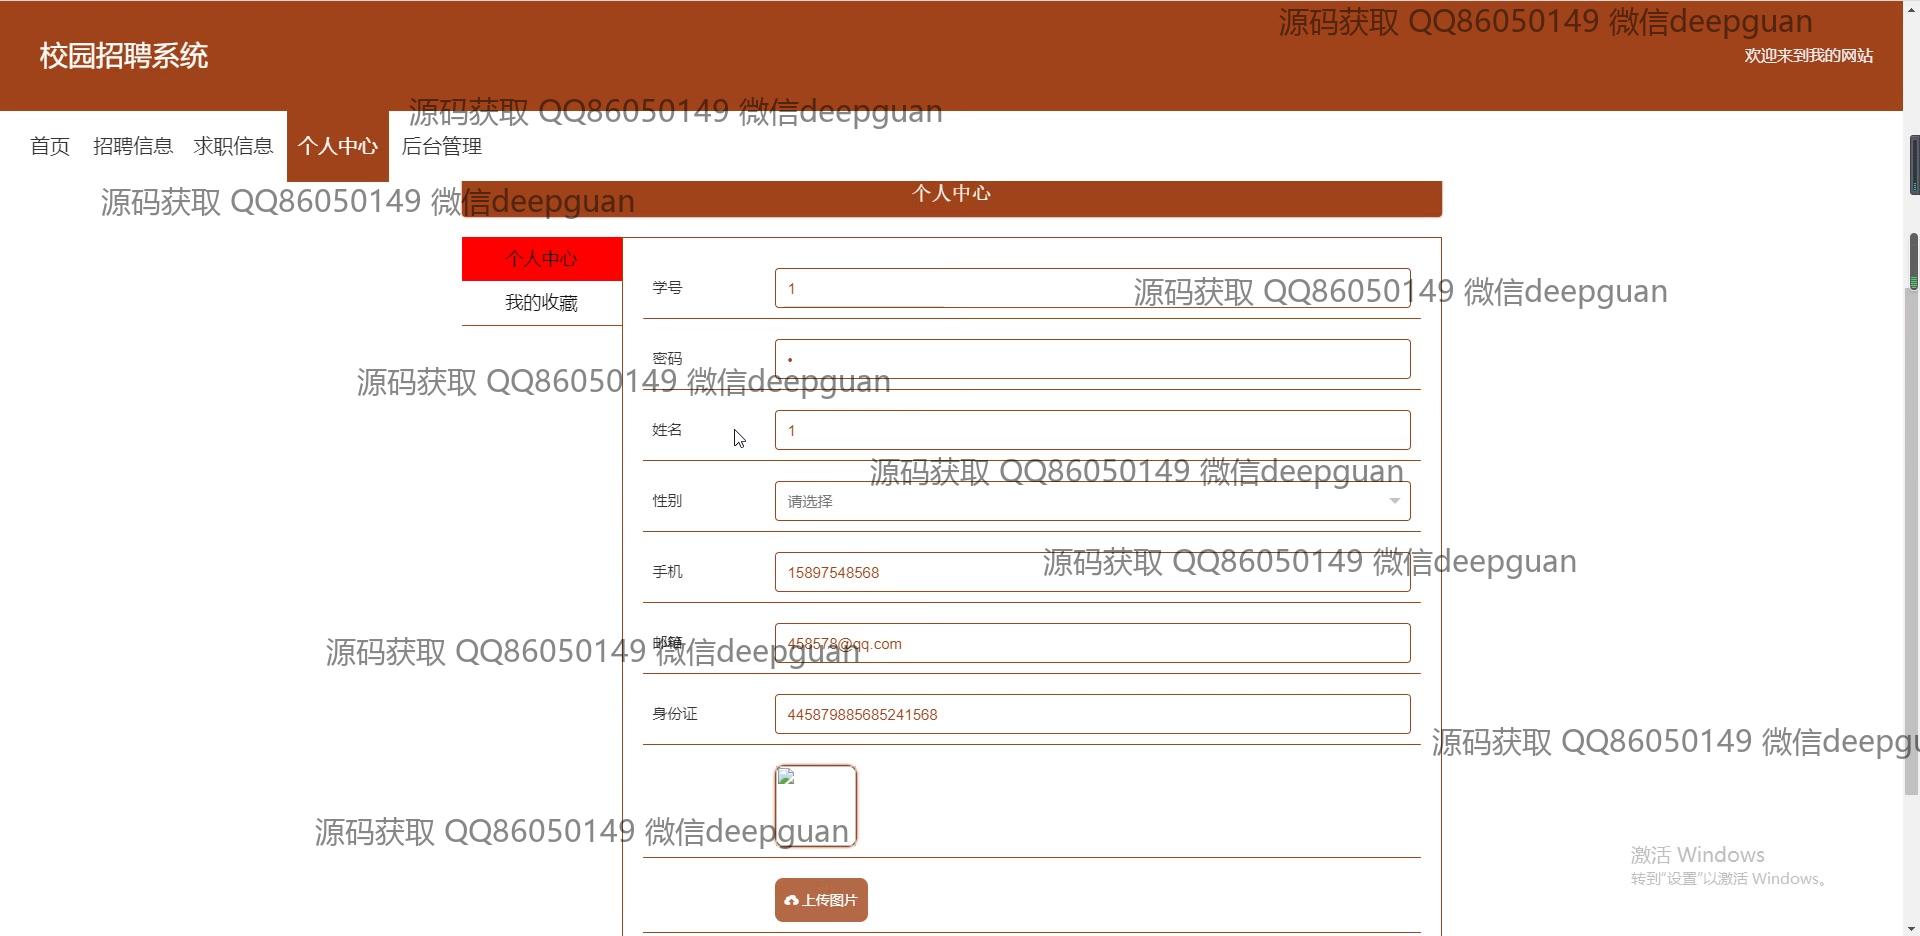 源码获取 QQ86050149 微信deepguan
校园招聘系统
欢迎来到我的网站
源码获取 QQ86050149 微信deepguan
首页 招聘信息 求职信息 个人中心 后台管理
源码获取 QQ86050149 微信deepguan
个人中心
个人中心
我的收藏
学号 1
源码获取 QQ86050149 微信deepguan
密码 •
源码获取 QQ86050149 微信deepguan
姓名 1
源码获取 QQ86050149 微信deepguan
性别 请选择
源码获取 QQ86050149 微信deepguan
手机 15897548568
邮箱 458578@qq.com
源码获取 QQ86050149 微信deepguan
身份证 445879885685241568
源码获取 QQ86050149 微信deepgu
源码获取 QQ86050149 微信deepguan
激活 Windows
转到“设置”以激活 Windows。
上传图片